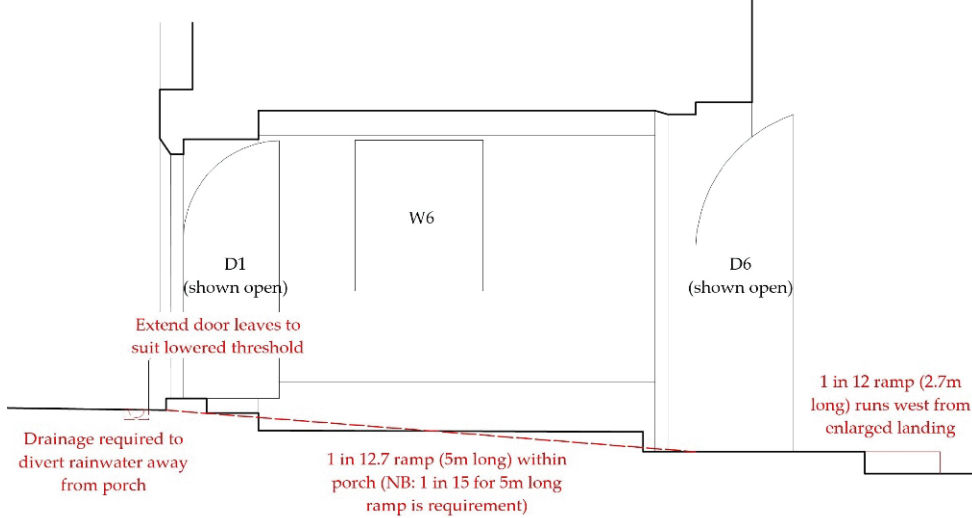 W6
D1
(shown open)
D6
(shown open)
Extend door leaves to
suit lowered threshold
1 in 12 ramp (2.7m
long) runs west from
enlarged landing
Drainage required to
divert rainwater away
from porch
1 in 12.7 ramp (5m long) within
porch (NB: 1 in 15 for 5m long
ramp is requirement)